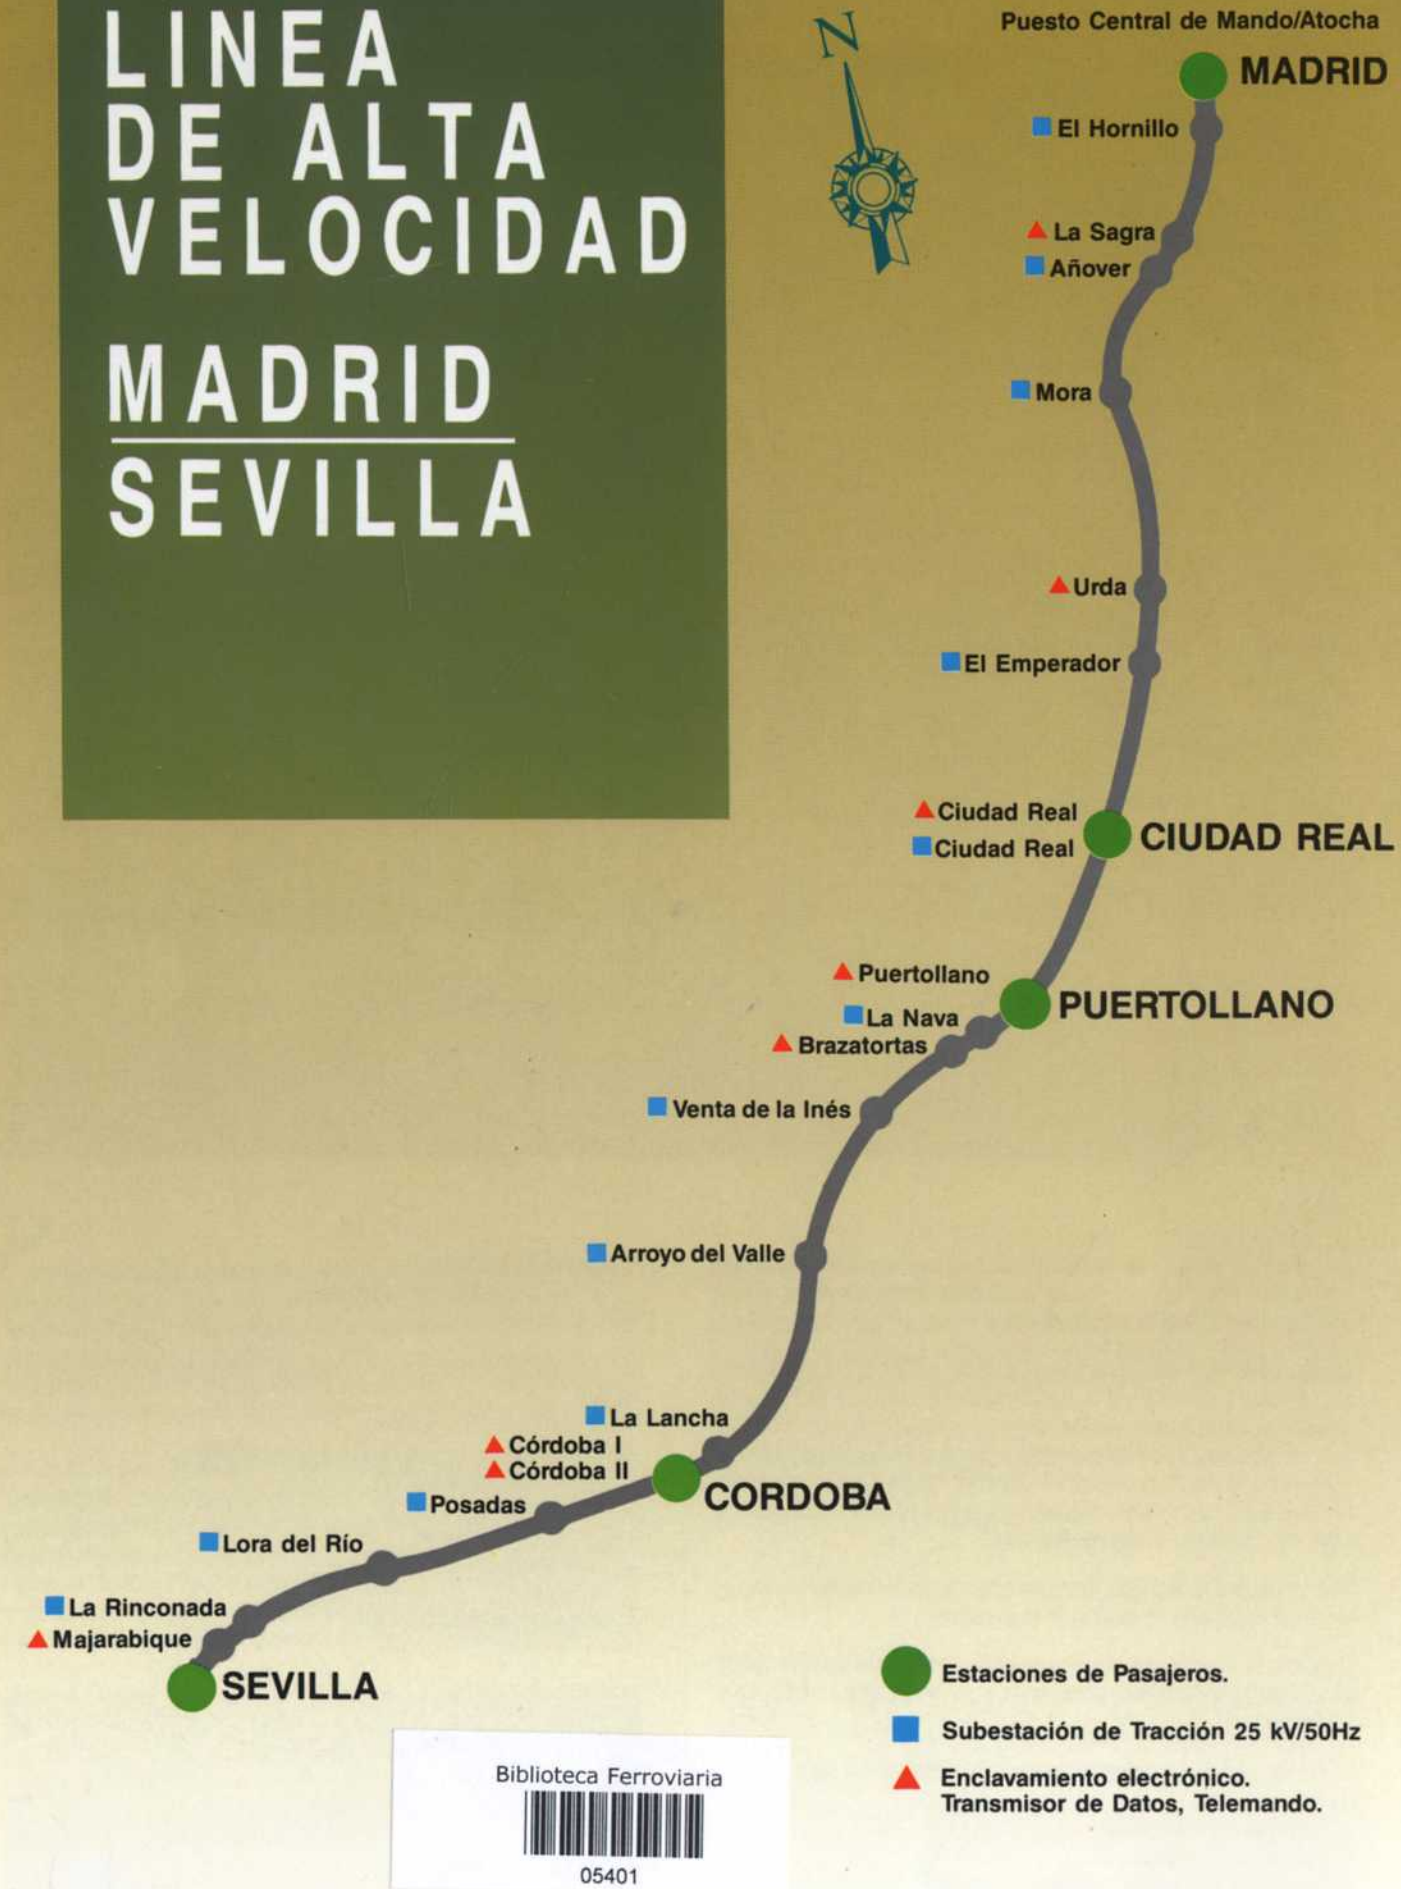 LINEA
DE ALTA
VELOCIDAD
MADRID
SEVILLA
N
Puesto Central de Mando/Atocha
MADRID
El Hornillo
La Sagra
Añover
Mora
Urda
El Emperador
Ciudad Real
Ciudad Real
CIUDAD REAL
Puertollano
PUERTOLLANO
La Nava
Brazatortas
Venta de la Inés
Arroyo del Valle
La Lancha
Córdoba I
Córdoba II
CORDOBA
Posadas
Lora del Río
La Rinconada
Majarabique
SEVILLA
Estaciones de Pasajeros.
Subestación de Tracción 25 kV/50Hz
Enclavamiento electrónico.
Transmisor de Datos, Telemando.
Biblioteca Ferroviaria
05401